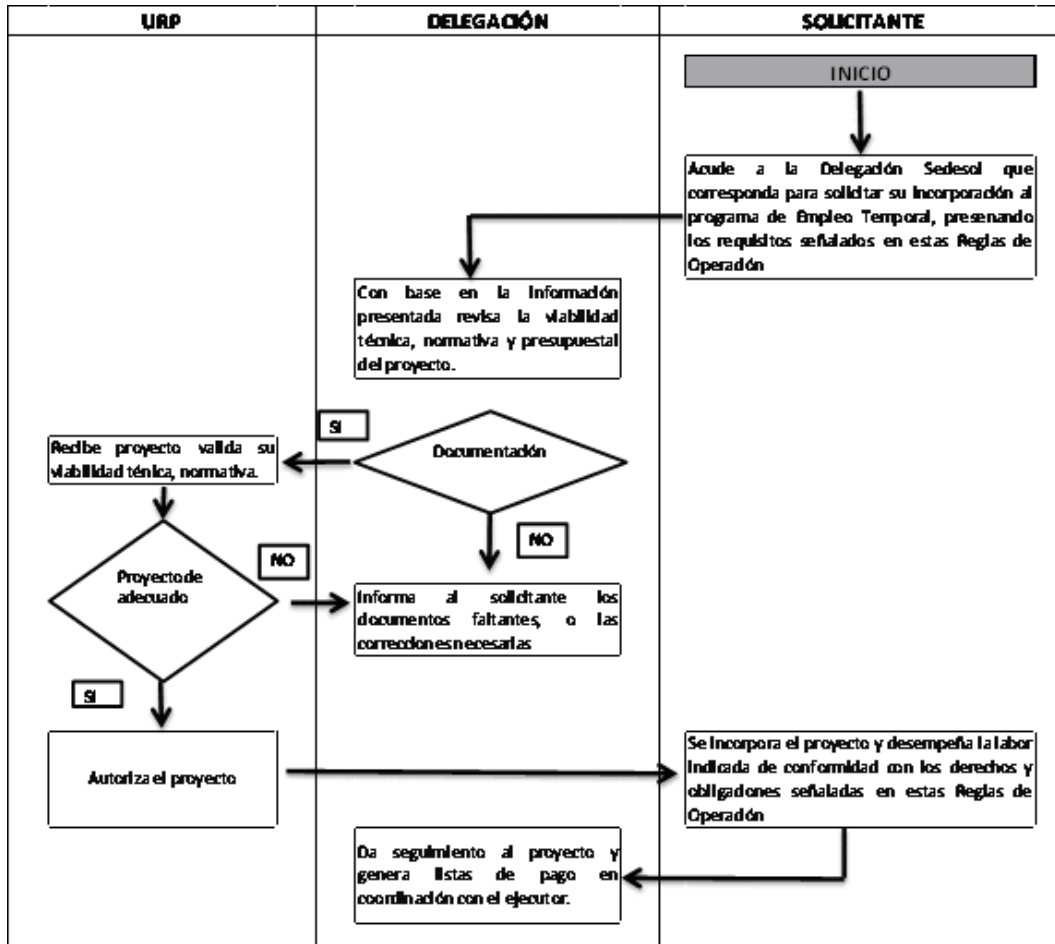 URP
DELEGACIÓN
SOLICITANTE
INICIO
Acude a la Delegación Sedesol que
corresponda para solicitar su incorporación al
programa de Empleo Temporal, presenando
los requisitos señalados en estas Reglas de
Operación
Con base en la Información
presentada revisa la viabilidad
técnica, normativa y presupuestal
del proyecto.
SI
Documentación
Recibe proyecto valida su
viabilidad ténica, normativa.
NO
NO
Proyecto de
adecuado
Informa al solicitante los
documentos faltantes, o las
correcciones necesarias
SI
Autoriza el proyecto
Se incorpora el proyecto y desempeña la labor
indicada de conformidad con los derechos y
obligaciones señaladas en estas Reglas de
Operación
Da seguimiento al proyecto y
genera listas de pago en
coordinación con el ejecutor.